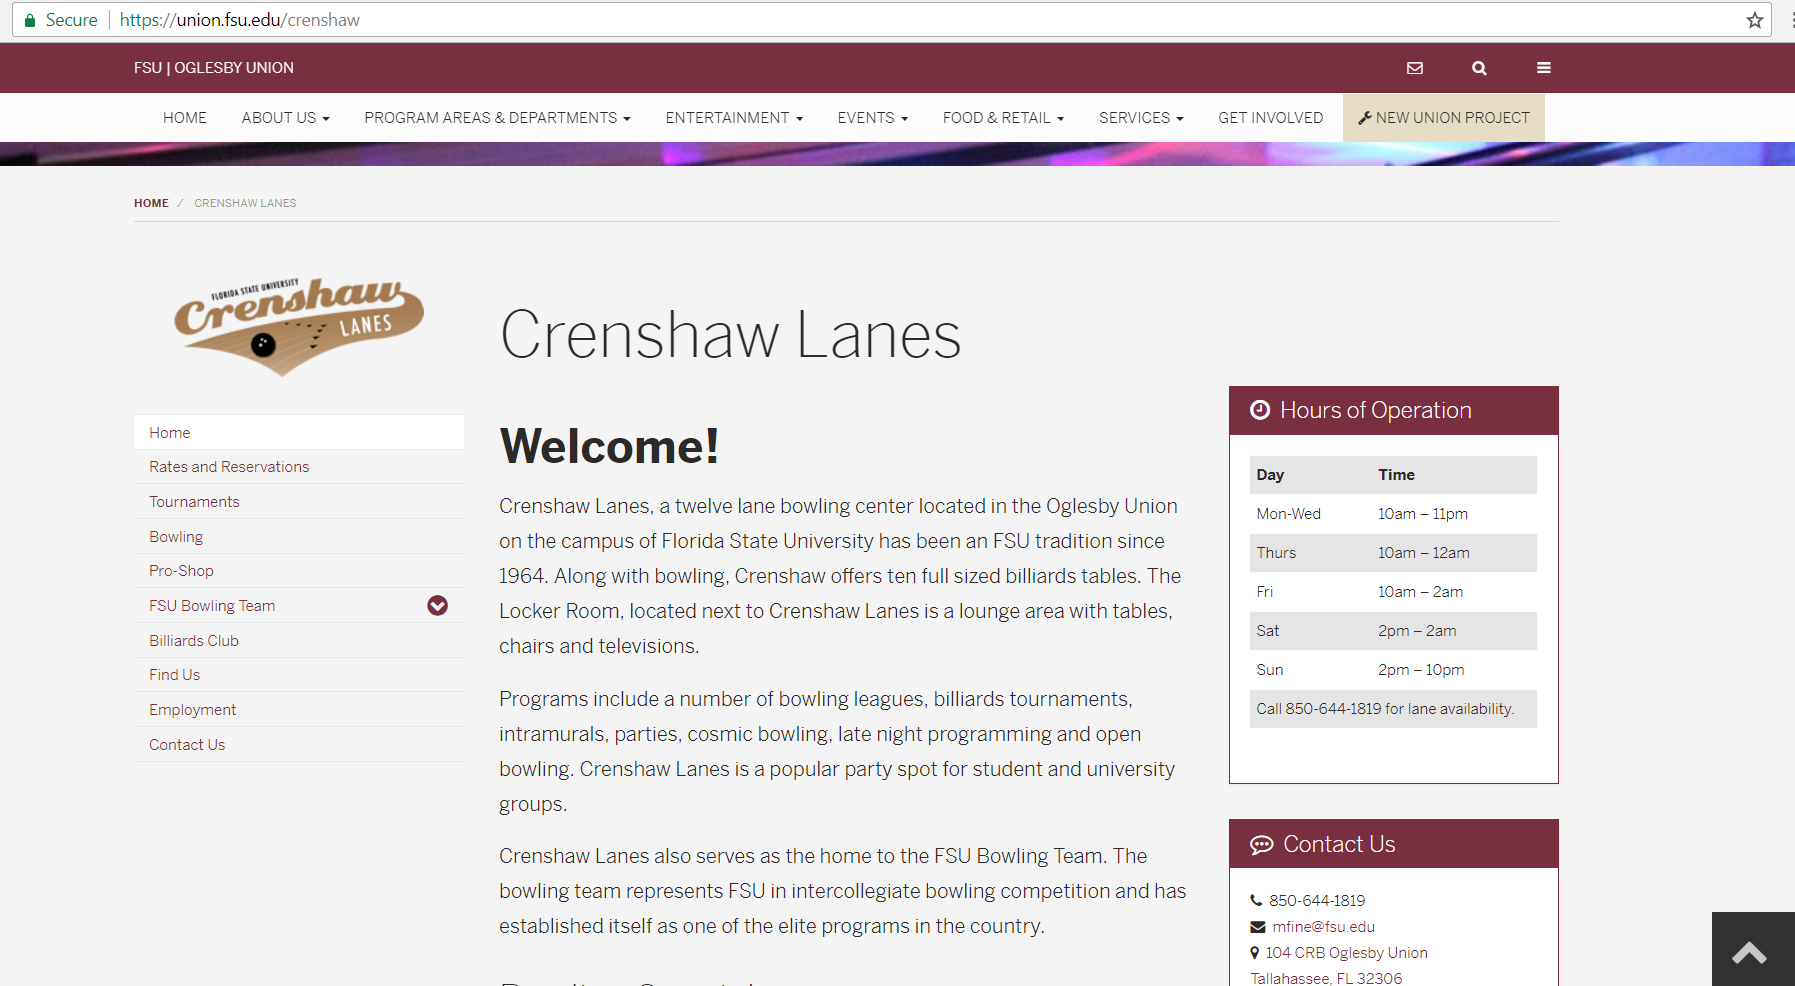 Secure https://union.fsu.edu/crenshaw
FSU | OGLESBY UNION
HOME ABOUT US PROGRAM AREAS & DEPARTMENTS ENTERTAINMENT EVENTS FOOD & RETAIL SERVICES GET INVOLVED NEW UNION PROJECT
HOME / CRENSHAW LANES
FLORIDA STATE UNIVERSITY
Crenshaw
LANES
Home
Rates and Reservations
Tournaments
Bowling
Pro-Shop
FSU Bowling Team
Billiards Club
Find Us
Employment
Contact Us
Crenshaw Lanes
Welcome!
Crenshaw Lanes, a twelve lane bowling center located in the Oglesby Union
on the campus of Florida State University has been an FSU tradition since
1964. Along with bowling, Crenshaw offers ten full sized billiards tables. The
Locker Room, located next to Crenshaw Lanes is a lounge area with tables,
chairs and televisions.
Programs include a number of bowling leagues, billiards tournaments,
intramurals, parties, cosmic bowling, late night programming and open
bowling. Crenshaw Lanes is a popular party spot for student and university
groups.
Crenshaw Lanes also serves as the home to the FSU Bowling Team. The
bowling team represents FSU in intercollegiate bowling competition and has
established itself as one of the elite programs in the country.
Hours of Operation
Day Time
Mon-Wed 10am – 11pm
Thurs 10am – 12am
Fri 10am – 2am
Sat 2pm – 2am
Sun 2pm – 10pm
Call 850-644-1819 for lane availability.
Contact Us
850-644-1819
mfine@fsu.edu
104 CRB Oglesby Union
Tallahassee, FL 32306